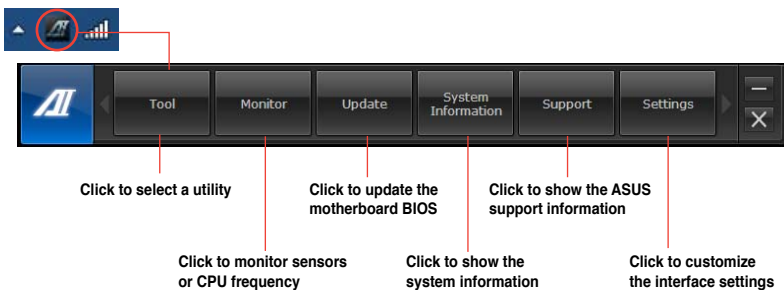 AI
AI
Tool
Monitor
Update
System
Information
Support
Settings
Click to select a utility
Click to update the
motherboard BIOS
Click to show the ASUS
support information
Click to monitor sensors
or CPU frequency
Click to show the
system information
Click to customize
the interface settings